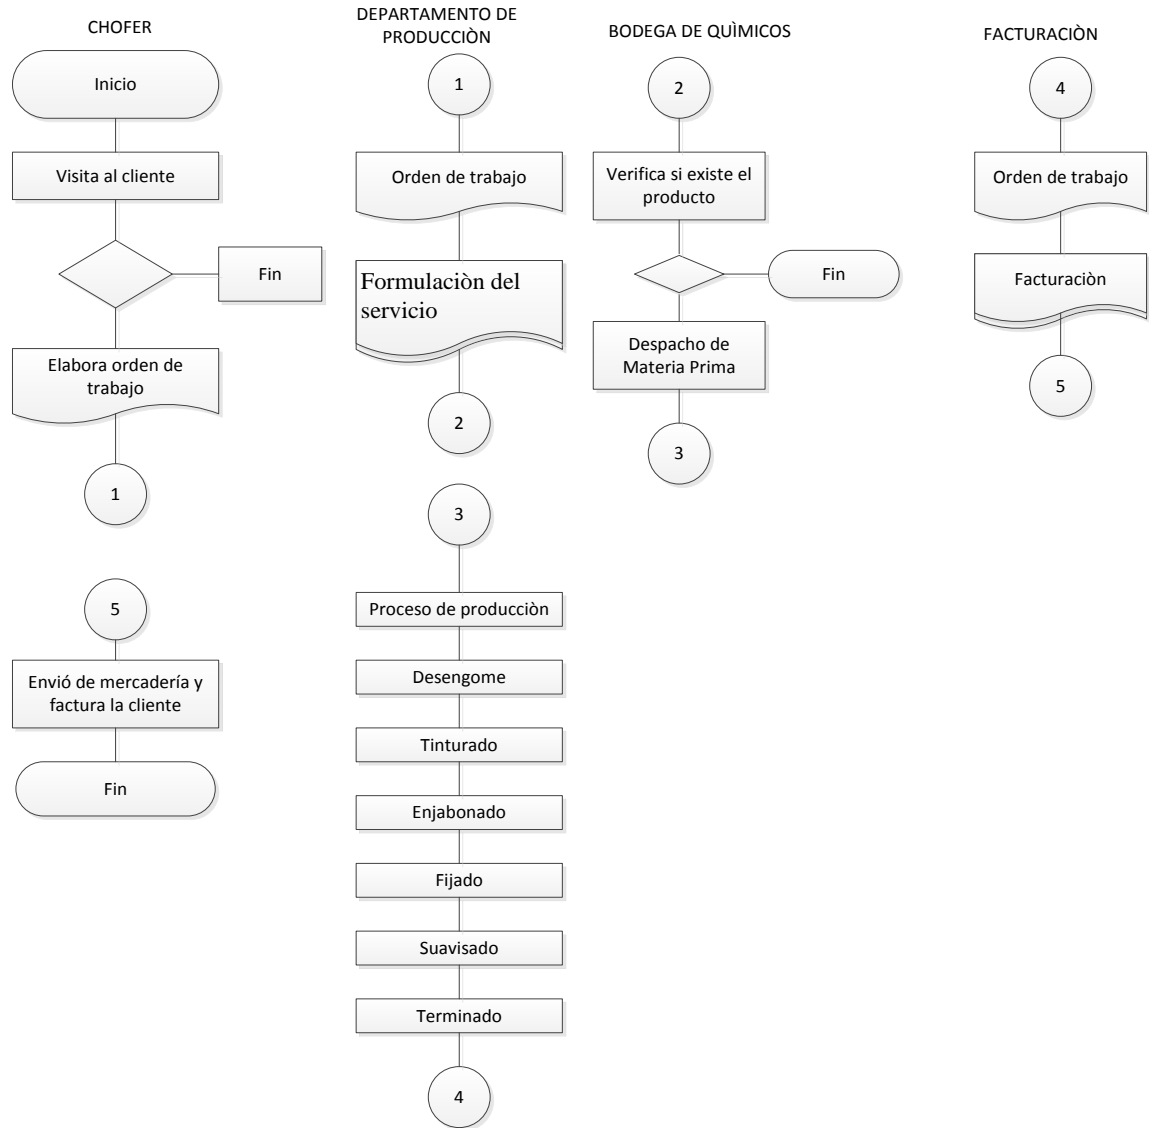 CHOFER
Inicio
Visita al cliente
Fin
Elabora orden de
trabajo
1
5
Envió de mercadería y
factura la cliente
Fin
DEPARTAMENTO DE
PRODUCCIÒN
1
Orden de trabajo
Formulaciòn del
servicio
2
3
Proceso de producciòn
Desengome
Tinturado
Enjabonado
Fijado
Suavisado
Terminado
4
BODEGA DE QUÌMICOS
2
Verifica si existe el
producto
Fin
Despacho de
Materia Prima
3
FACTURACIÒN
4
Orden de trabajo
Facturaciòn
5